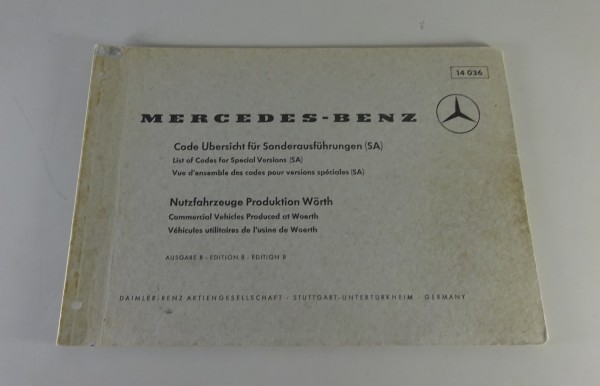 14 036
MERCEDES-BENZ
Code Übersicht für Sonderausführungen (SA)
List of Codes for Special Versions (SA)
Vue d'ensemble des codes pour versions spéciales (SA)
Nutzfahrzeuge Produktion Wörth
Commercial Vehicles Produced at Woerth
Véhicules utilitaires de l'usine de Woerth
AUSGABE B - EDITION B - EDITION B
DAIMLER-BENZ AKTIENGESELLSCHAFT - STUTTGART-UNTERTÜRKHEIM - GERMANY